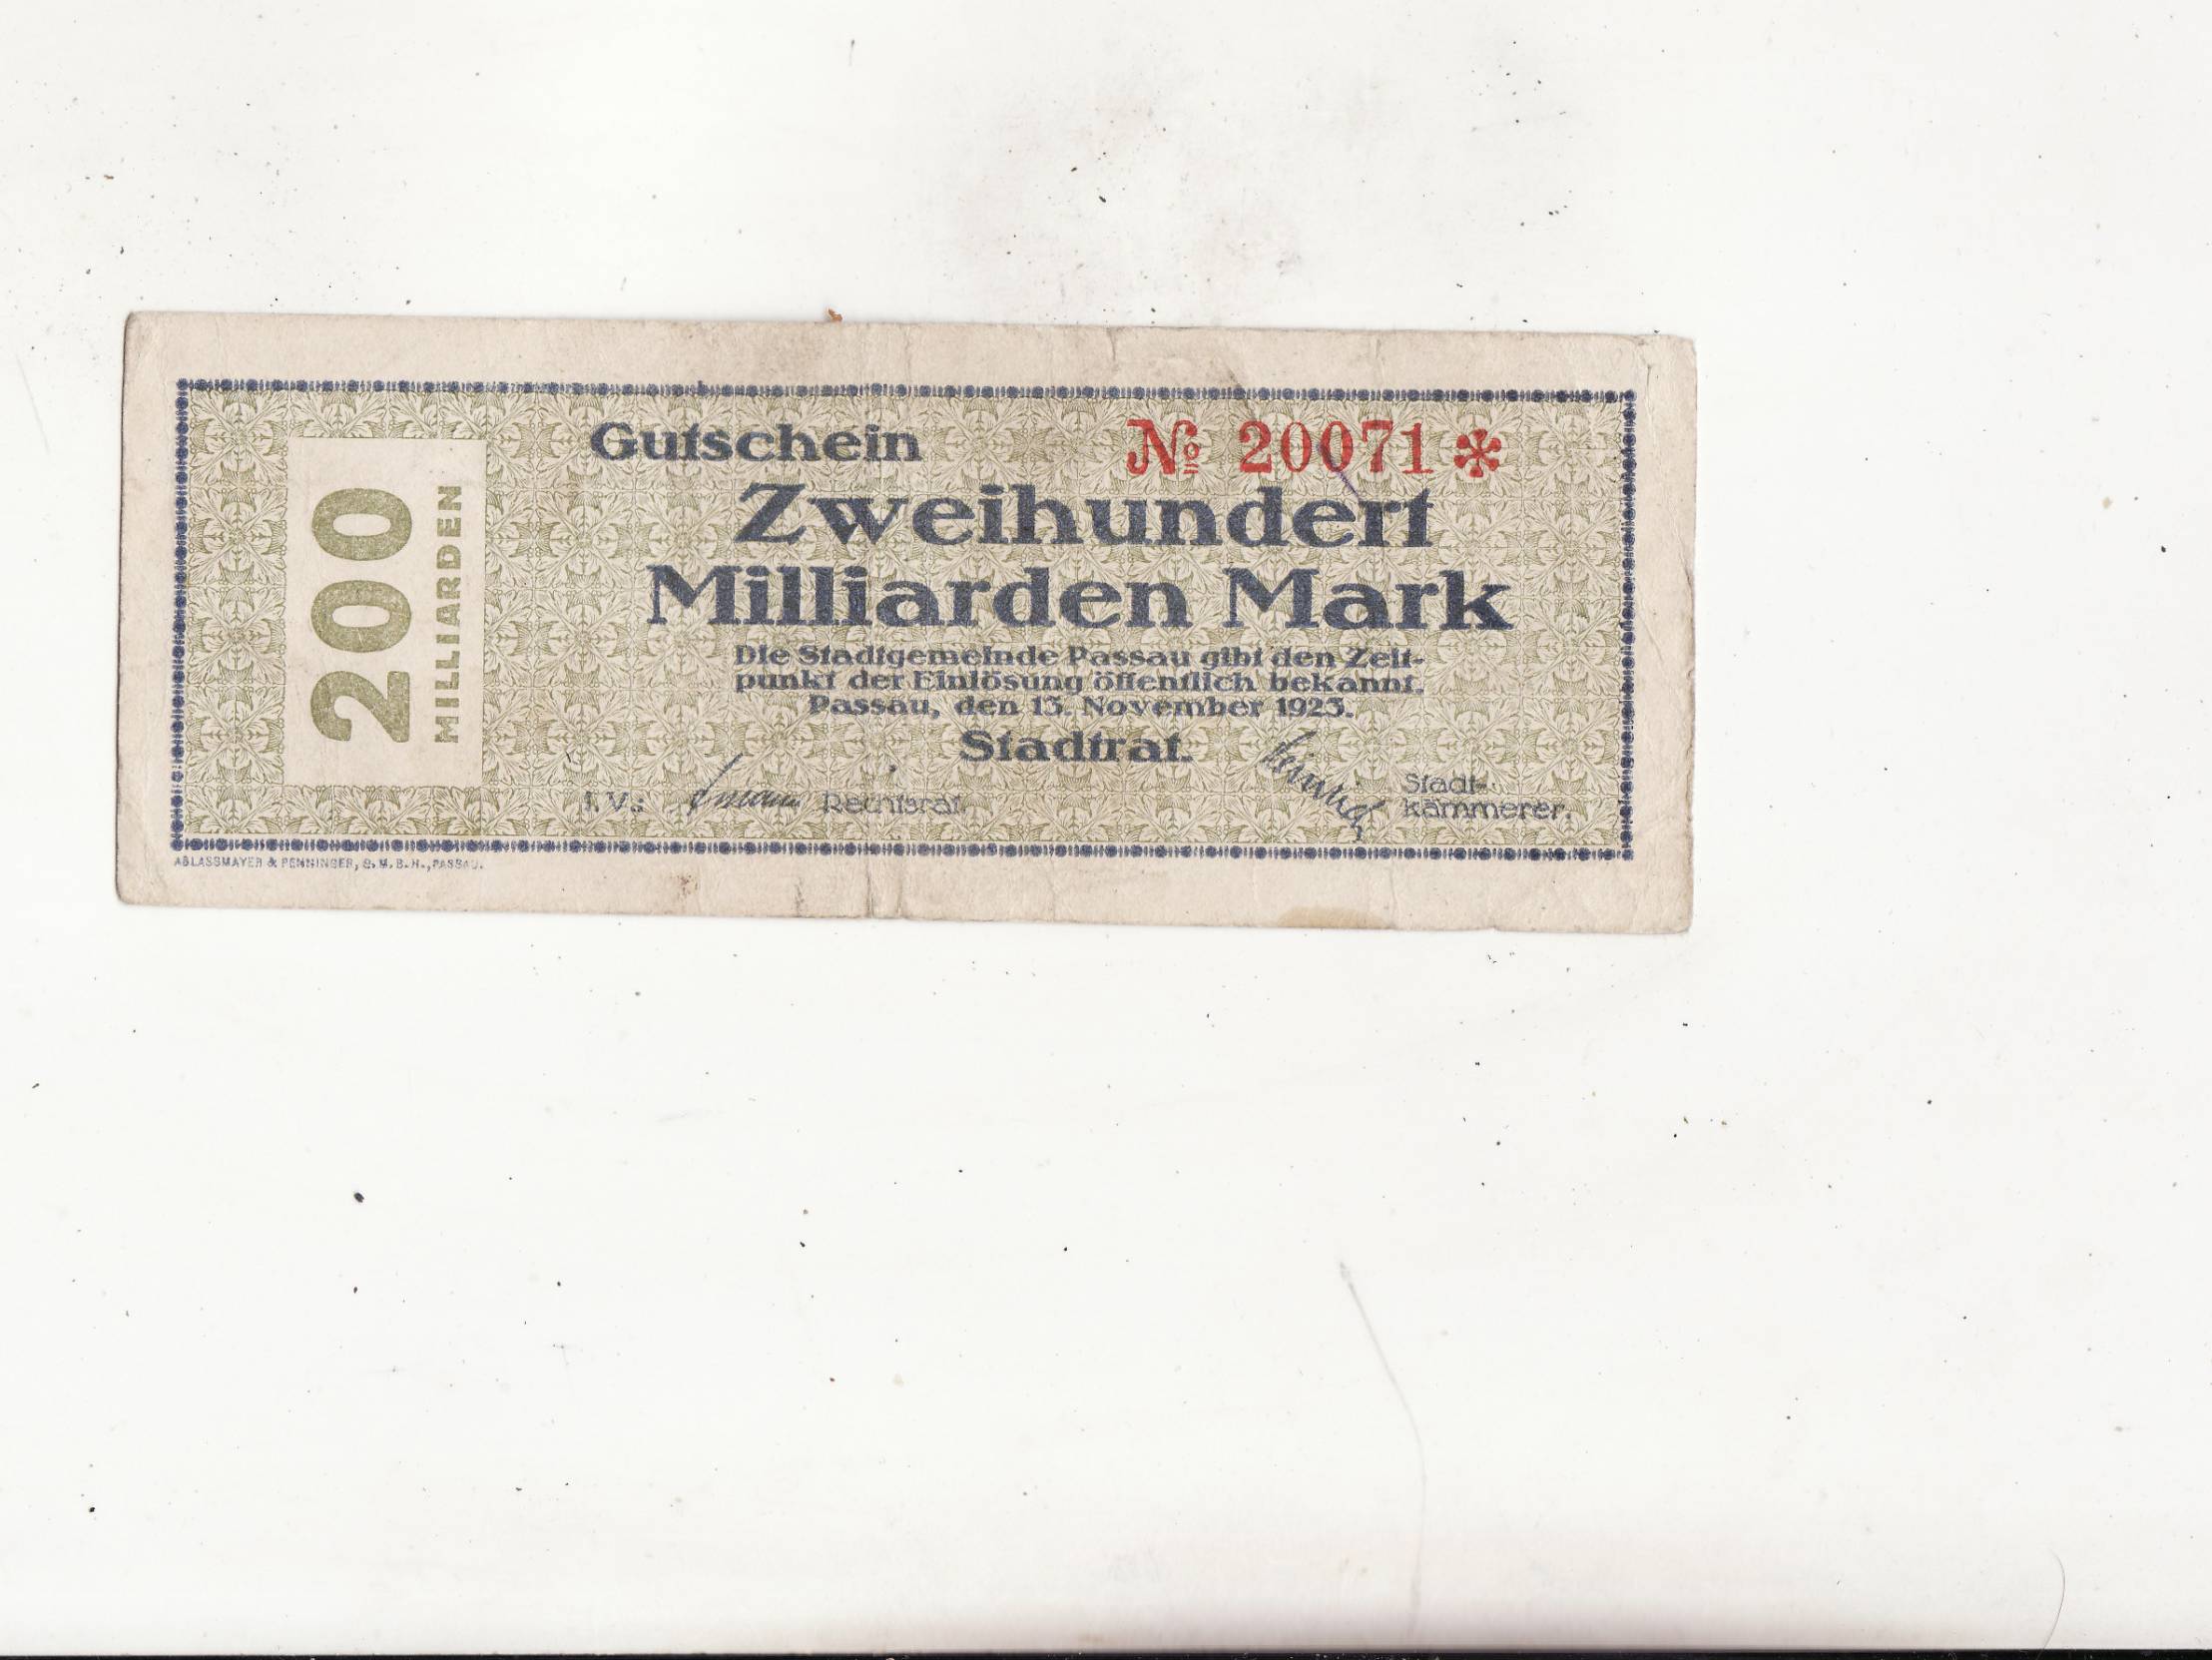 Gutschein
№ 20071 *
Zweihundert
Milliarden Mark
Die Stadtgemeinde Passau gibt den Zeit-
punkt der Einlösung öffentlich bekannt.
Passau, den 13. November 1923.
Stadtrat.
I. V.: Rechtsrat.
Stadt-
kämmerer.
200
MILLIARDEN
ABLASSMAYER & PENNINGER, G.M.B.H., PASSAU.